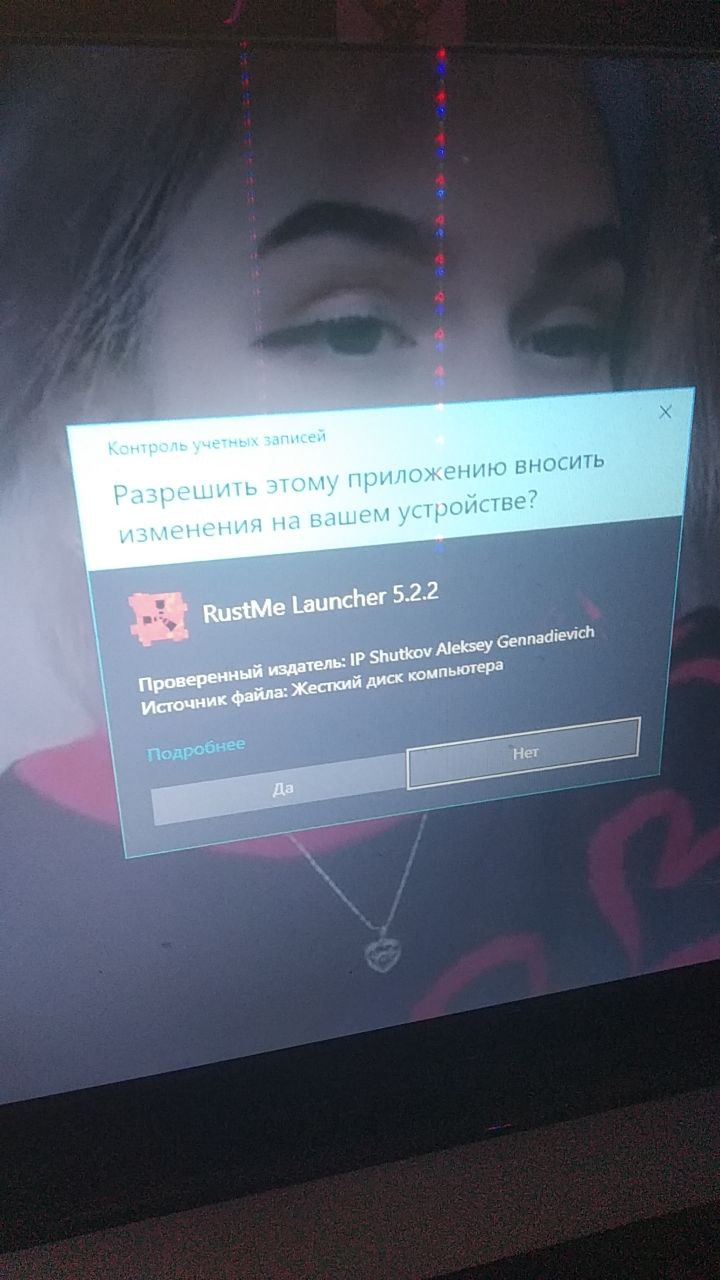 Контроль учетных записей
Разрешить этому приложению вносить
изменения на вашем устройстве?
RustMe Launcher 5.2.2
Проверенный издатель: IP Shutkov Aleksey Gennadievich
Источник файла: Жесткий диск компьютера
Подробнее
Да
Нет